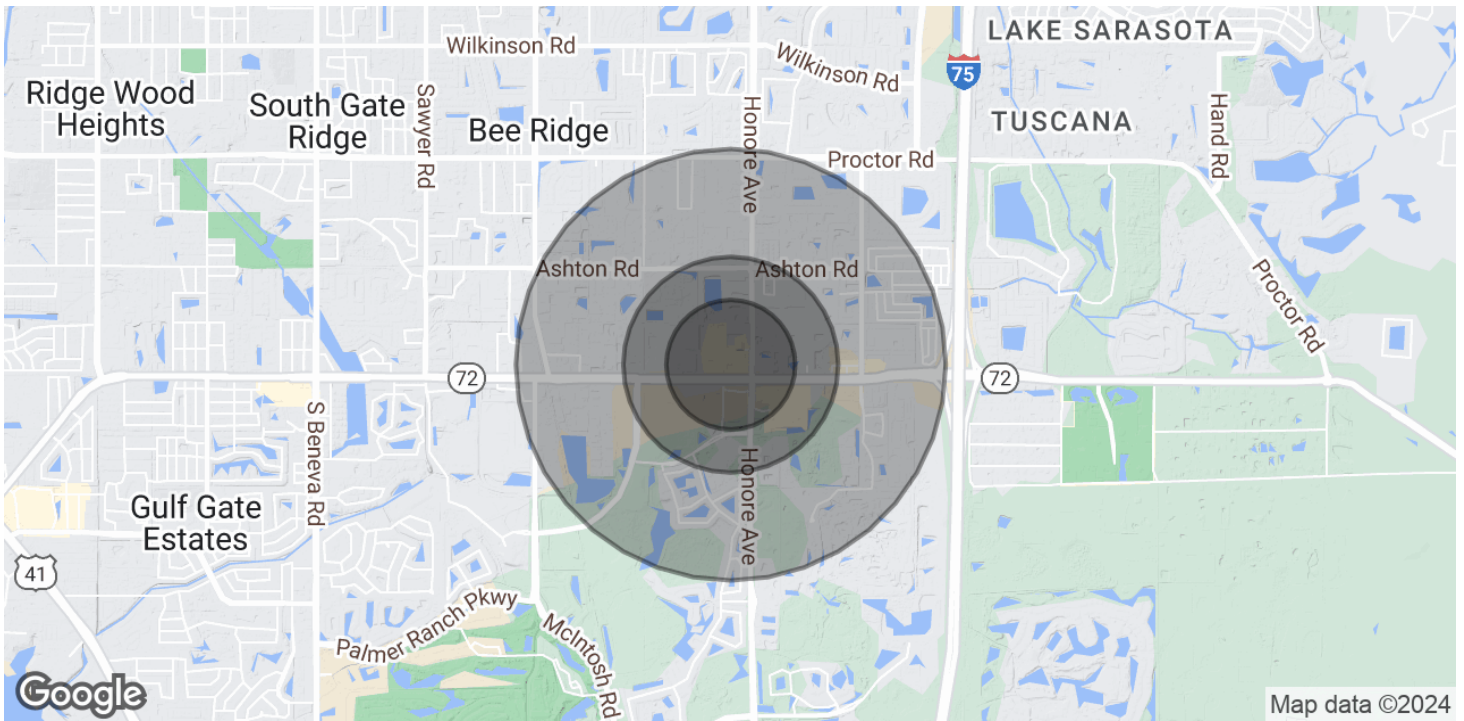 LAKE SARASOTA
Wilkinson Rd
Wilkinson Rd
75
Ridge Wood
Heights
South Gate
Ridge
Sawyer Rd
Bee Ridge
Honore Ave
TUSCANA
Hand Rd
Proctor Rd
Ashton Rd
Ashton Rd
Proctor Rd
72
72
S Beneva Rd
Gulf Gate
Estates
Honore Ave
41
Palmer Ranch Pkwy
McIntosh Rd
Google
Map data ©2024